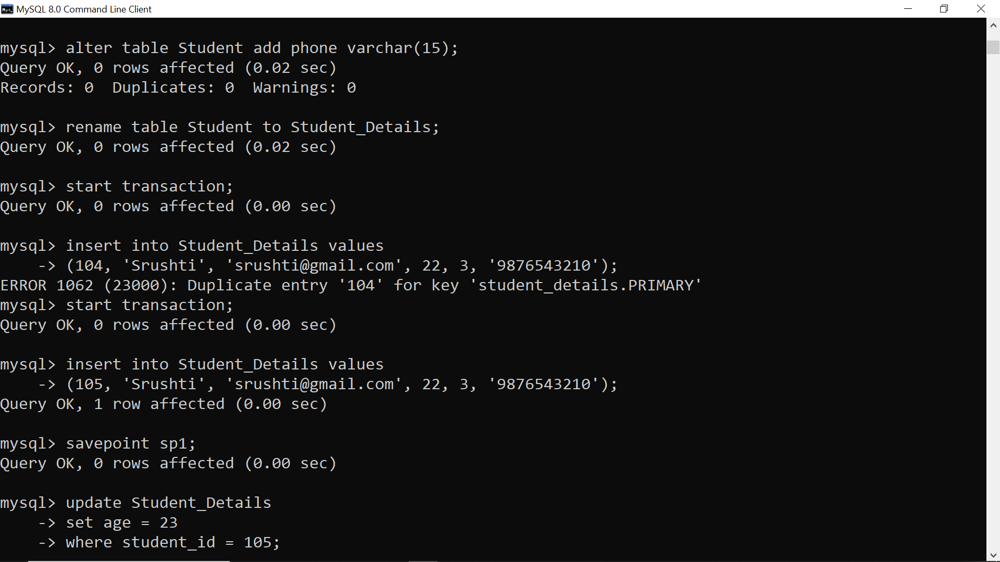 MySQL 8.0 Command Line Client
mysql> alter table Student add phone varchar(15);
Query OK, 0 rows affected (0.02 sec)
Records: 0  Duplicates: 0  Warnings: 0
mysql> rename table Student to Student_Details;
Query OK, 0 rows affected (0.02 sec)
mysql> start transaction;
Query OK, 0 rows affected (0.00 sec)
mysql> insert into Student_Details values
    -> (104, 'Srushti', 'srushti@gmail.com', 22, 3, '9876543210');
ERROR 1062 (23000): Duplicate entry '104' for key 'student_details.PRIMARY'
mysql> start transaction;
Query OK, 0 rows affected (0.00 sec)
mysql> insert into Student_Details values
    -> (105, 'Srushti', 'srushti@gmail.com', 22, 3, '9876543210');
Query OK, 1 row affected (0.00 sec)
mysql> savepoint sp1;
Query OK, 0 rows affected (0.00 sec)
mysql> update Student_Details
    -> set age = 23
    -> where student_id = 105;